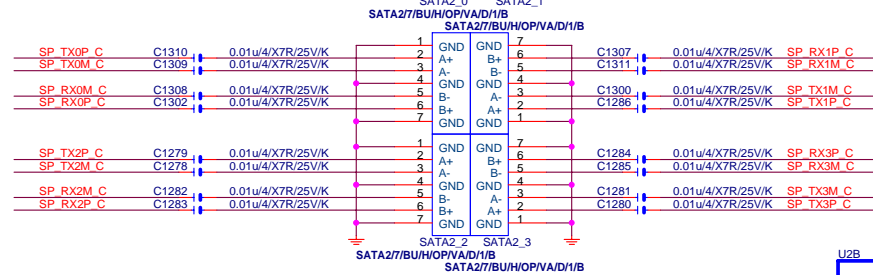 SATA2_0 SATA2_1
SATA2/7/BU/H/OP/VA/D/1/B
SATA2/7/BU/H/OP/VA/D/1/B
1 GND GND 7
SP_TX0P_C C1310 0.01u/4/X7R/25V/K 2 A+ B+ 6 C1307 0.01u/4/X7R/25V/K SP_RX1P_C
SP_TX0M_C C1309 0.01u/4/X7R/25V/K 3 A- B- 5 C1311 0.01u/4/X7R/25V/K SP_RX1M_C
4 GND GND 4
SP_RX0M_C C1308 0.01u/4/X7R/25V/K 5 B- A- 3 C1300 0.01u/4/X7R/25V/K SP_TX1M_C
SP_RX0P_C C1302 0.01u/4/X7R/25V/K 6 B+ A+ 2 C1286 0.01u/4/X7R/25V/K SP_TX1P_C
7 GND GND 1
1 GND GND 7
SP_TX2P_C C1279 0.01u/4/X7R/25V/K 2 A+ B+ 6 C1284 0.01u/4/X7R/25V/K SP_RX3P_C
SP_TX2M_C C1278 0.01u/4/X7R/25V/K 3 A- B- 5 C1285 0.01u/4/X7R/25V/K SP_RX3M_C
4 GND GND 4
SP_RX2M_C C1282 0.01u/4/X7R/25V/K 5 B- A- 3 C1281 0.01u/4/X7R/25V/K SP_TX3M_C
SP_RX2P_C C1283 0.01u/4/X7R/25V/K 6 B+ A+ 2 C1280 0.01u/4/X7R/25V/K SP_TX3P_C
7 GND GND 1
SATA2_2 SATA2_3
SATA2/7/BU/H/OP/VA/D/1/B
SATA2/7/BU/H/OP/VA/D/1/B
U2B